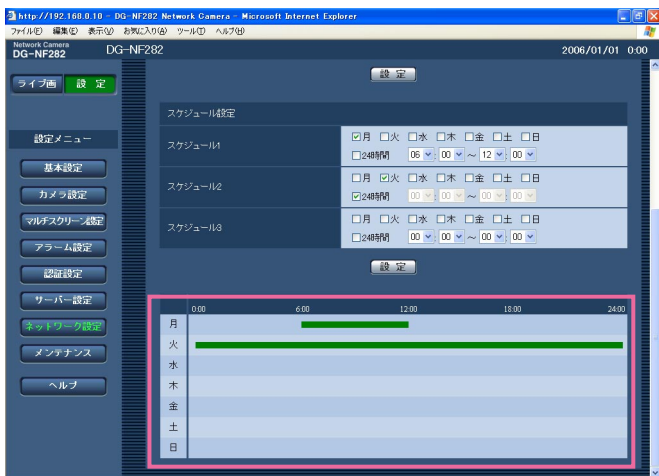 http://192.168.0.10 - DG-NF282 Network Camera - Microsoft Internet Explorer
ファイル(F) 編集(E) 表示(V) お気に入り(A) ツール(T) ヘルプ(H)
Network Camera
DG-NF282
DG-NF282
2006/01/01 0:00
ライブ画 設 定
設 定
スケジュール設定
設定メニュー
スケジュール1
月 火 水 木 金 土 日
24時間 06 : 00 ~ 12 : 00
基本設定
カメラ設定
スケジュール2
月 火 水 木 金 土 日
24時間 00 : 00 ~ 00 : 00
マルチスクリーン設定
スケジュール3
月 火 水 木 金 土 日
24時間 00 : 00 ~ 00 : 00
アラーム設定
認証設定
設 定
サーバー設定
ネットワーク設定
メンテナンス
ヘルプ
0:00 6:00 12:00 18:00 24:00
月
火
水
木
金
土
日